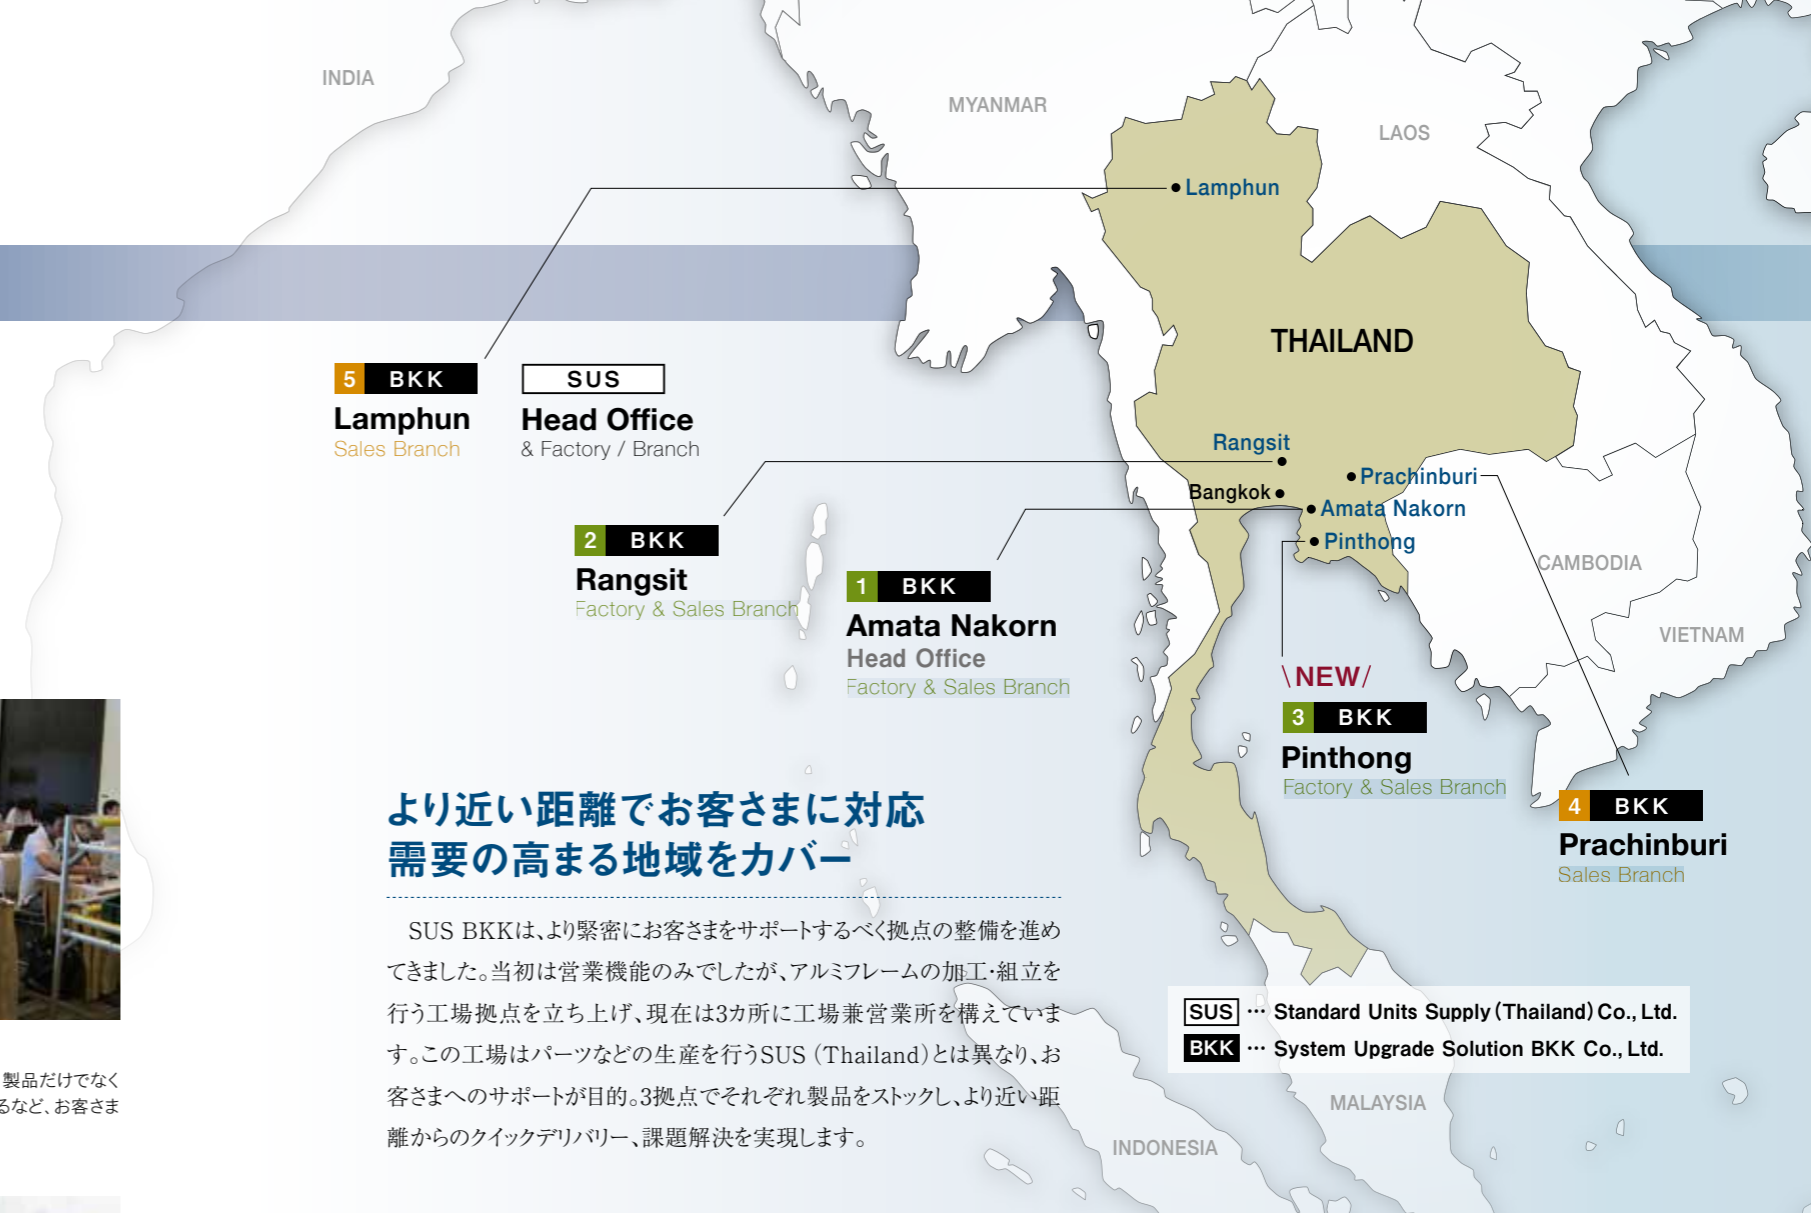 INDIA
MYANMAR
LAOS
Lamphun
THAILAND
5 BKK
Lamphun
Sales Branch
SUS
Head Office
& Factory / Branch
Rangsit
Prachinburi
Bangkok
Amata Nakorn
Pinthong
CAMBODIA
VIETNAM
2 BKK
Rangsit
Factory & Sales Branch
1 BKK
Amata Nakorn
Head Office
Factory & Sales Branch
\NEW/
3 BKK
Pinthong
Factory & Sales Branch
4 BKK
Prachinburi
Sales Branch
より近い距離でお客さまに対応
需要の高まる地域をカバー
SUS BKKは、より緊密にお客さまをサポートするべく拠点の整備を進め
てきました。当初は営業機能のみでしたが、アルミフレームの加工・組立を
行う工場拠点を立ち上げ、現在は3カ所に工場兼営業所を構えていま
す。この工場はパーツなどの生産を行うSUS（Thailand）とは異なり、お
客さまへのサポートが目的。3拠点でそれぞれ製品をストックし、より近い距
離からのクイックデリバリー、課題解決を実現します。
SUS … Standard Units Supply (Thailand) Co., Ltd.
BKK … System Upgrade Solution BKK Co., Ltd.
MALAYSIA
INDONESIA
製品だけでなく
るなど、お客さま